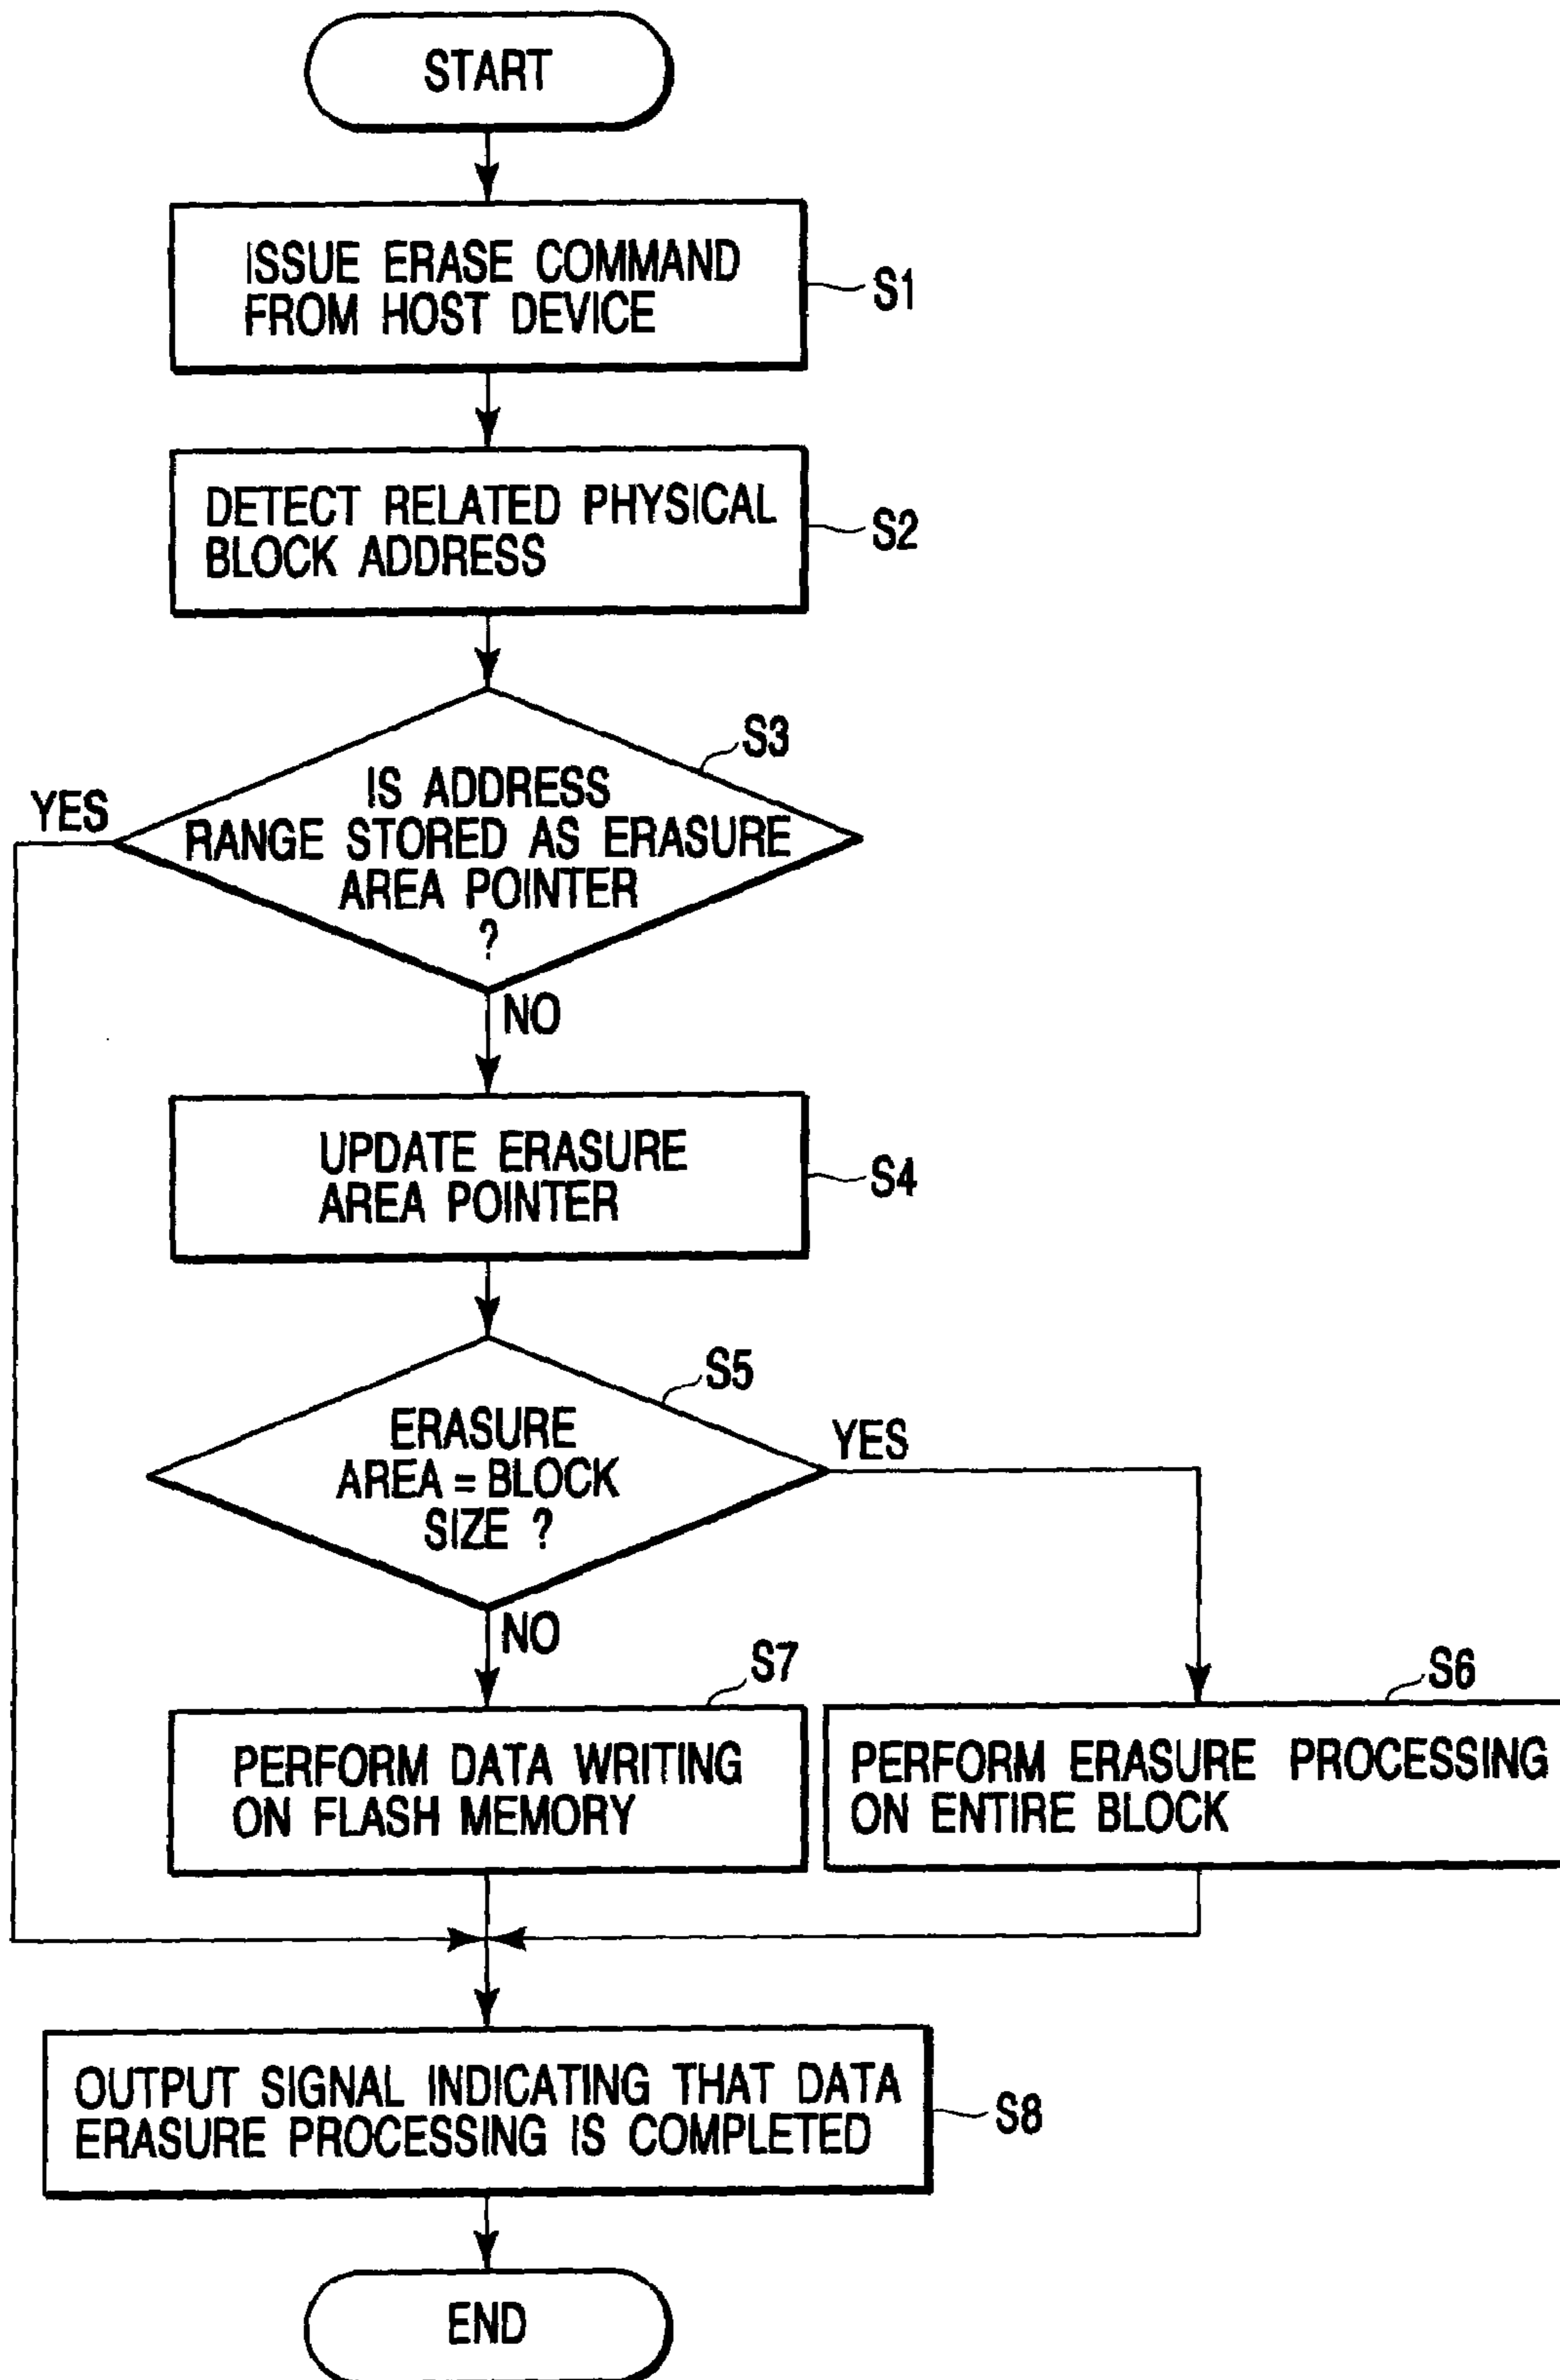 START
ISSUE ERASE COMMAND
FROM HOST DEVICE
S1
DETECT RELATED PHYSICAL
BLOCK ADDRESS
S2
S3
IS ADDRESS
YES
RANGE STORED AS ERASURE
AREA POINTER
?
NO
UPDATE ERASURE
AREA POINTER
S4
S5
ERASURE
YES
AREA = BLOCK
SIZE ?
NO
S7
S6
PERFORM DATA WRITING
ON FLASH MEMORY
PERFORM ERASURE PROCESSING
ON ENTIRE BLOCK
OUTPUT SIGNAL INDICATING THAT DATA
ERASURE PROCESSING IS COMPLETED
S8
END